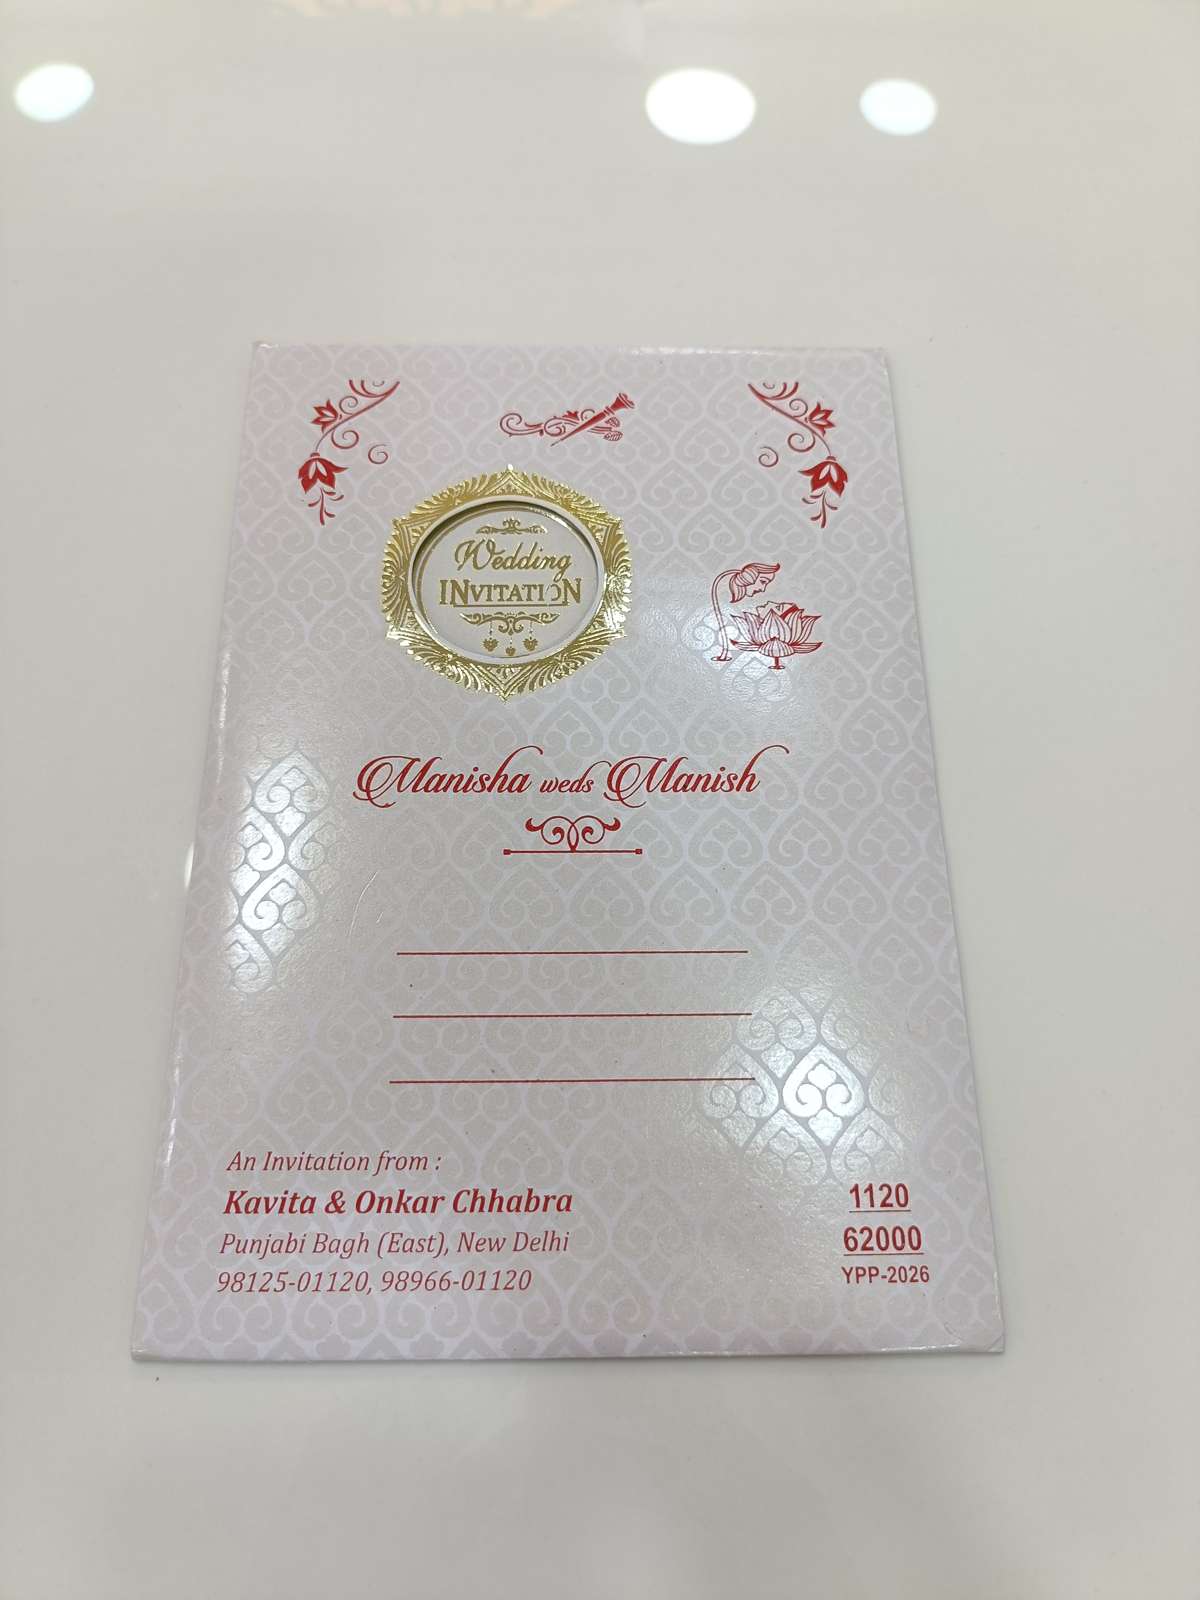 Wedding
INVITATION
Manisha weds Manish
An Invitation from :
Kavita & Onkar Chhabra
Punjabi Bagh (East), New Delhi
98125-01120, 98966-01120
1120
62000
YPP-2026